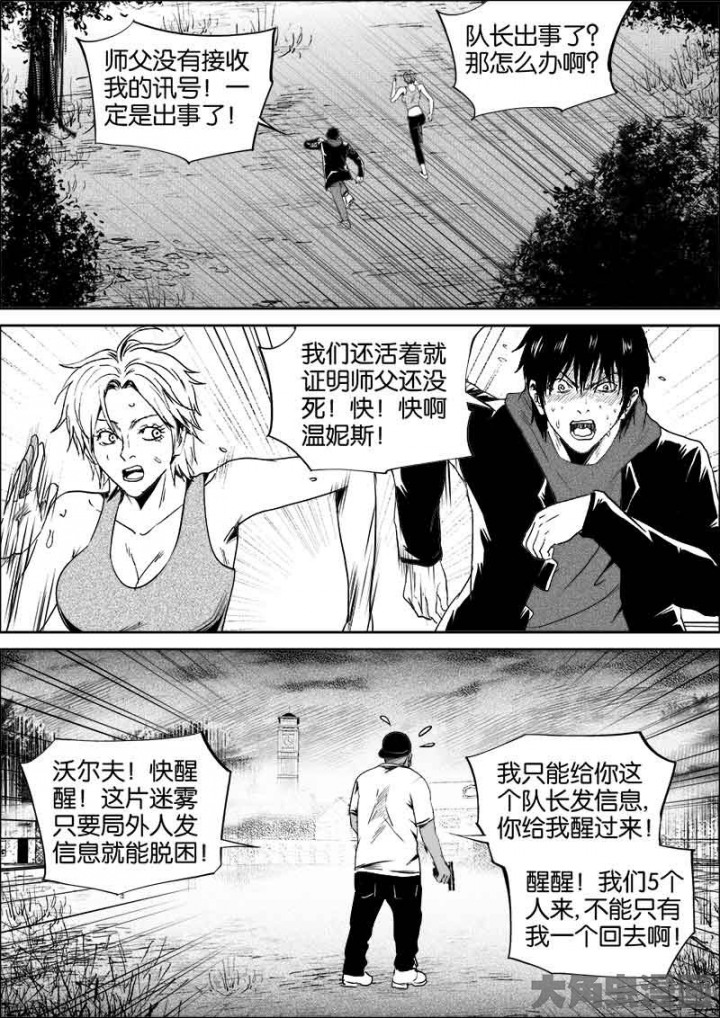 师父没有接收
我的讯号！一
定是出事了！
队长出事了？
那怎么办啊？
我们还活着就
证明师父还没
死！快！快啊
温妮斯！
沃尔夫！快醒
醒！这片迷雾
只要局外人发
信息就能脱困！
我只能给你这
个队长发信息，
你给我醒过来！
醒醒！我们5个
人来，不能只有
我一个回去啊！
大角虫漫画